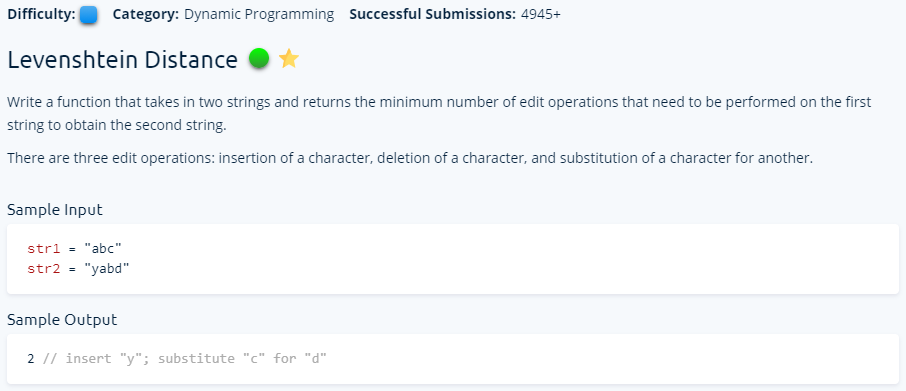 Difficulty: Category: Dynamic Programming Successful Submissions: 4945+
Levenshtein Distance
Write a function that takes in two strings and returns the minimum number of edit operations that need to be performed on the first
string to obtain the second string.
There are three edit operations: insertion of a character, deletion of a character, and substitution of a character for another.
Sample Input
str1 = "abc"
str2 = "yabd"
Sample Output
2 // insert "y"; substitute "c" for "d"